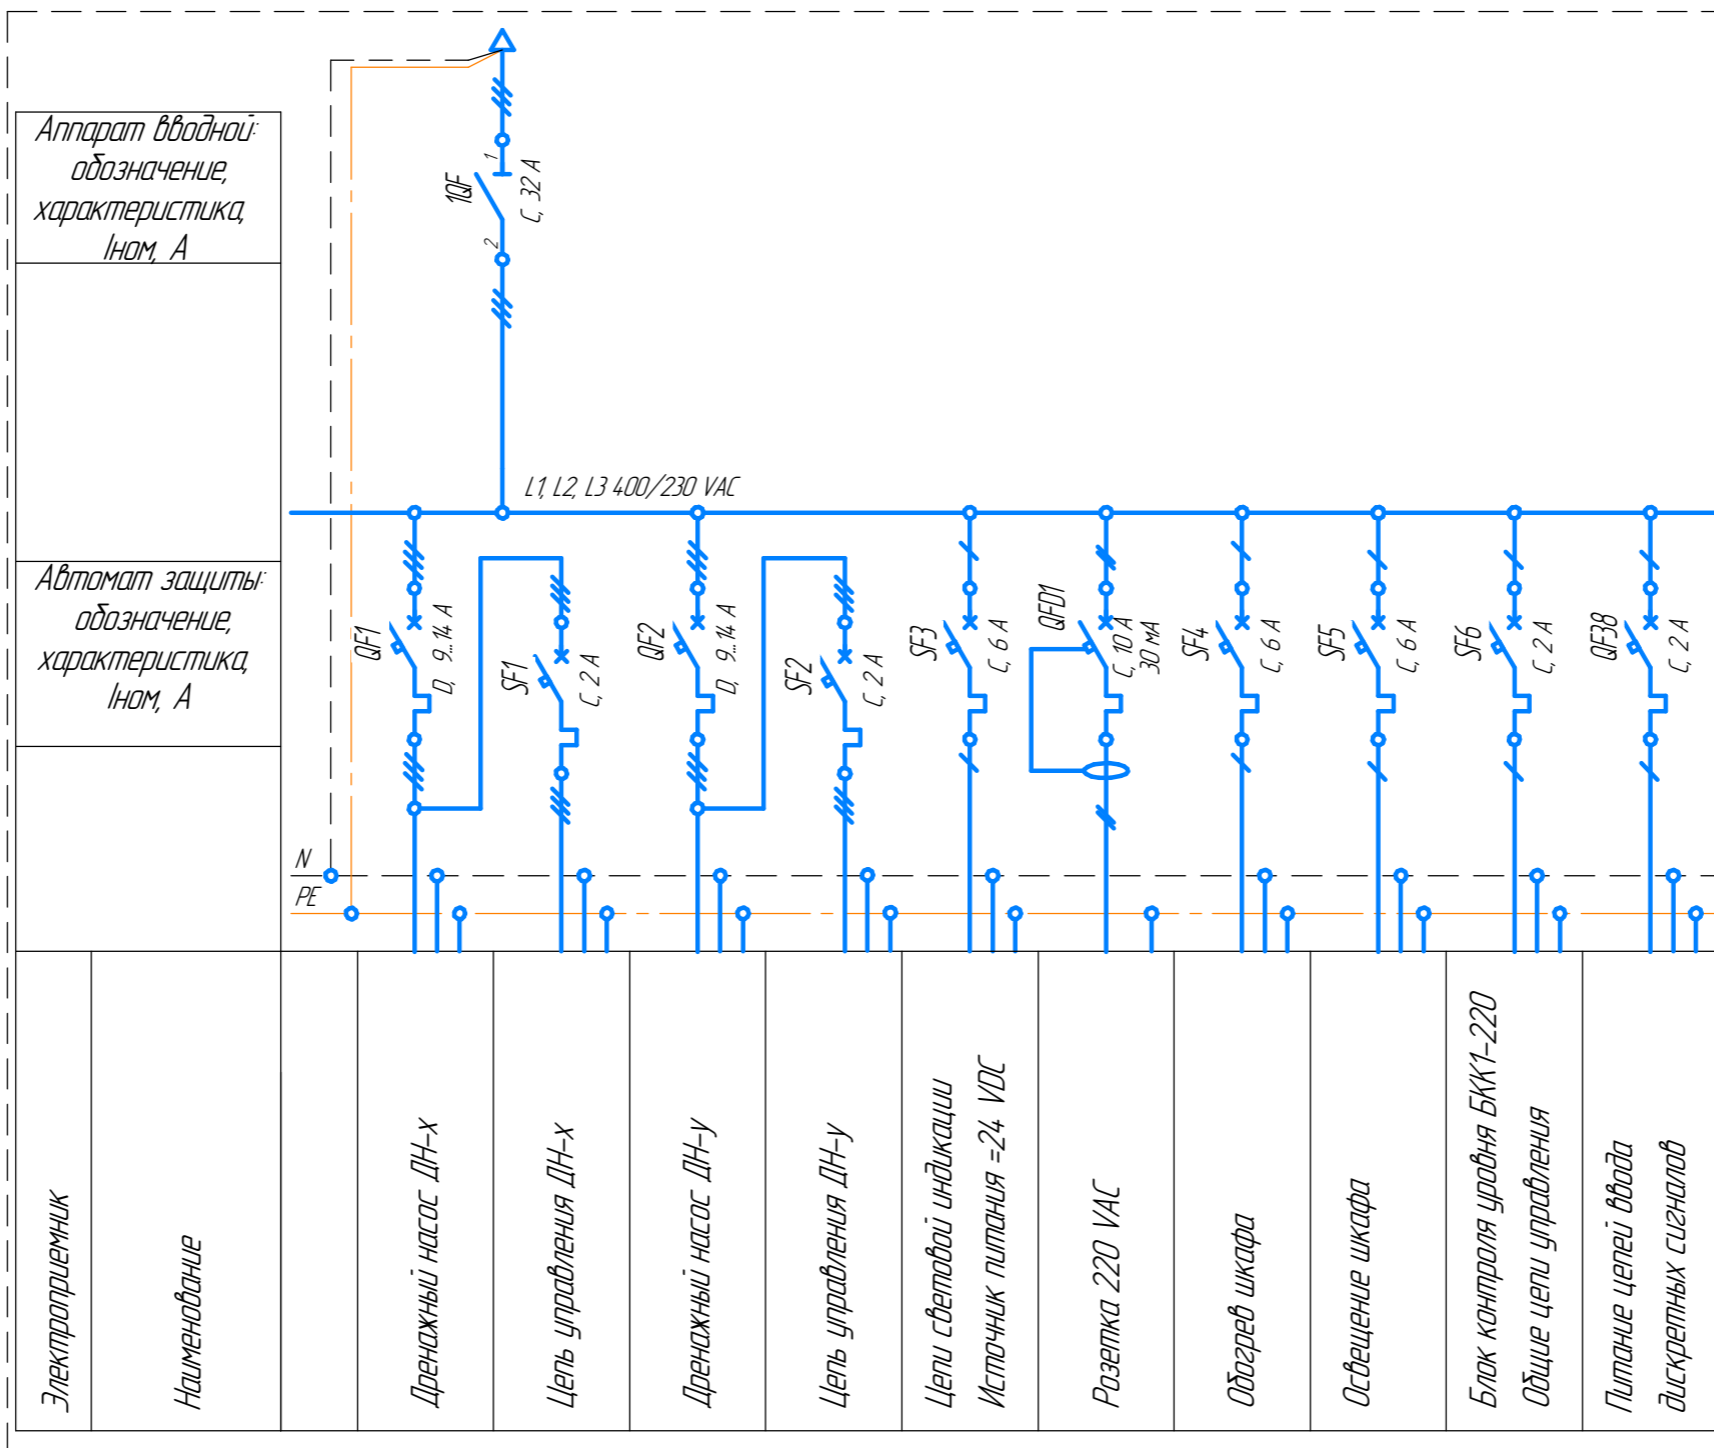 Аппарат вводной:
обозначение,
характеристика,
Iном, А
1QF
1
2
C, 32 А
L1, L2, L3 400/230 VAC
Автомат защиты:
обозначение,
характеристика,
Iном, А
QF1
D, 9...14 А
SF1
C, 2 А
QF2
D, 9...14 А
SF2
C, 2 А
SF3
C, 6 А
QFD1
C, 10 А
30 мА
SF4
C, 6 А
SF5
C, 6 А
SF6
C, 2 А
QF38
C, 2 А
N
PE
Электроприемник
Наименование
Дренажный насос ДН-х
Цепь управления ДН-х
Дренажный насос ДН-у
Цепь управления ДН-у
Цепи световой индикации
Источник питания =24 VDC
Розетка 220 VAC
Обогрев шкафа
Освещение шкафа
Блок контроля уровня БКК1-220
Общие цепи управления
Питание цепей ввода
дискретных сигналов